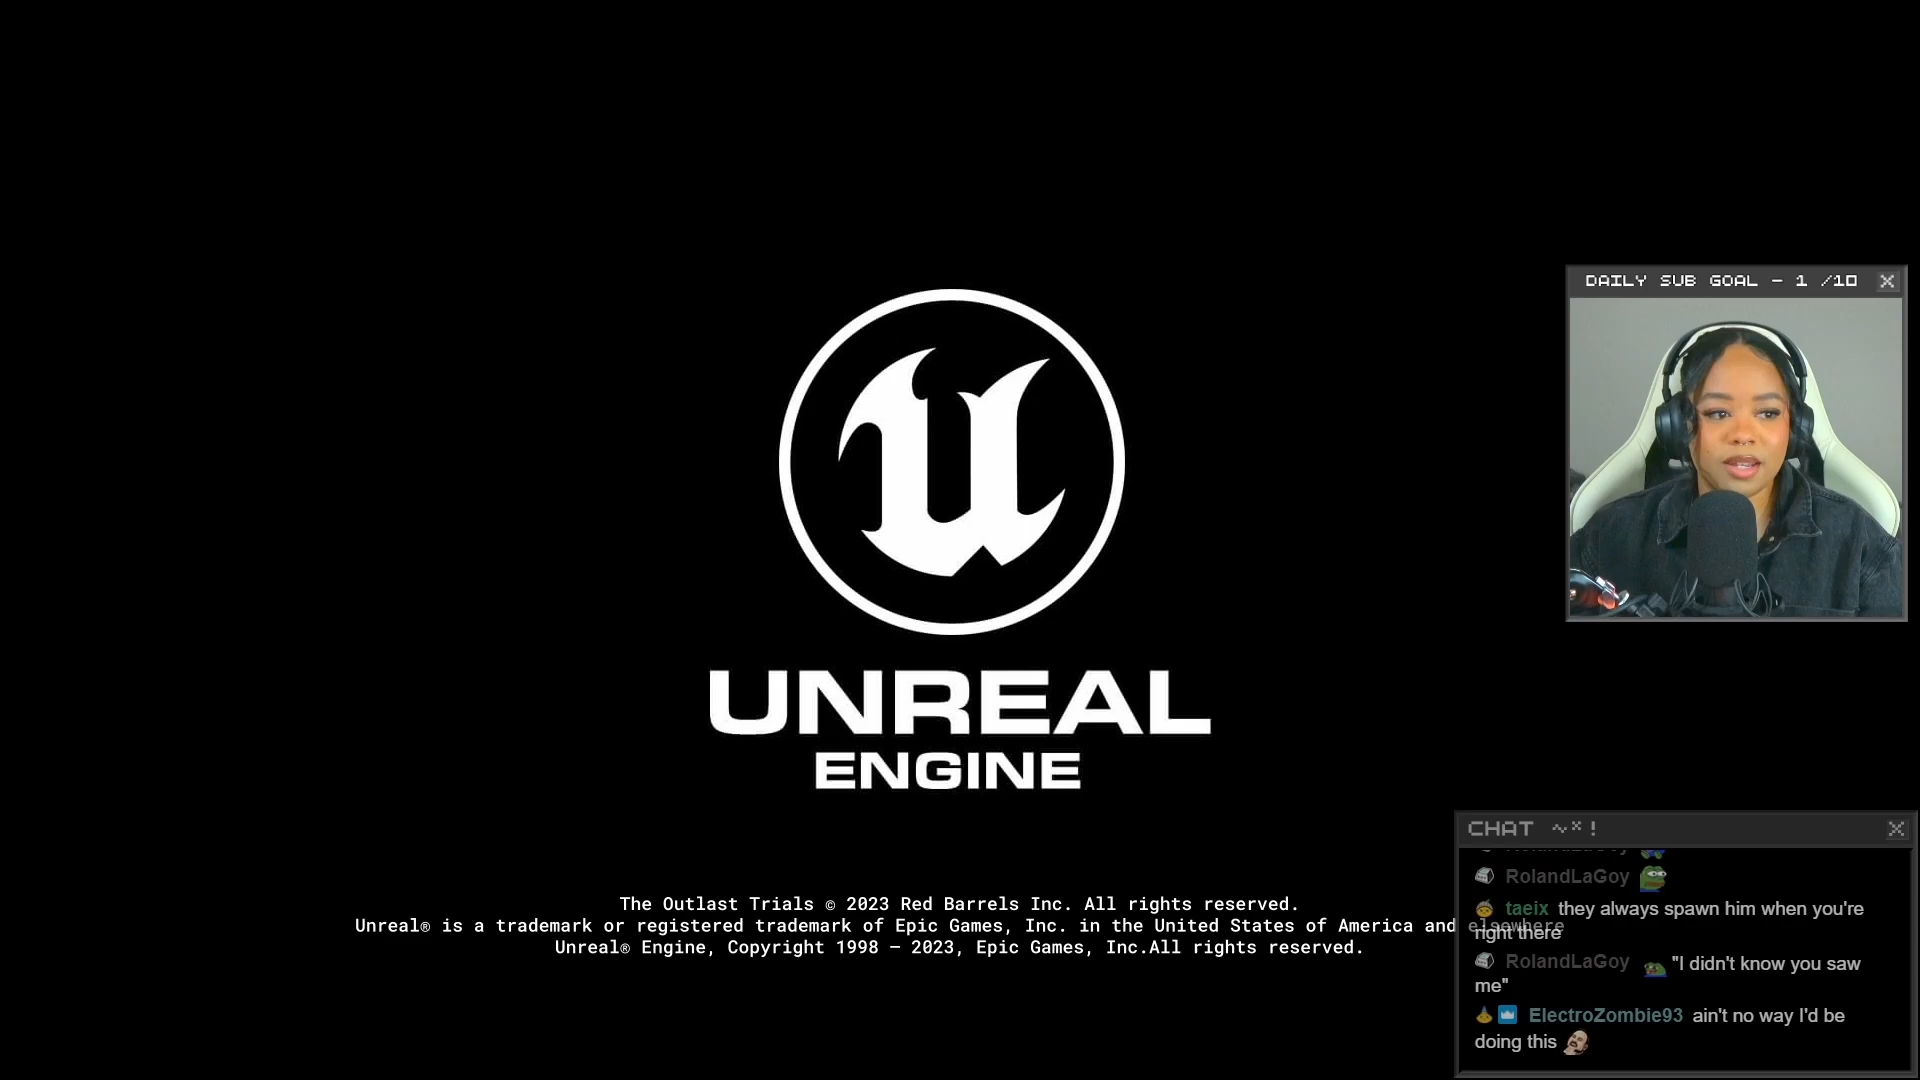 DAILY SUB GOAL - 1 /10
UNREAL
ENGINE
The Outlast Trials © 2023 Red Barrels Inc. All rights reserved.
Unreal® is a trademark or registered trademark of Epic Games, Inc. in the United States of America and elsewhere
Unreal® Engine, Copyright 1998 – 2023, Epic Games, Inc.All rights reserved.
CHAT ~*!
RolandLaGoy
RolandLaGoy
taeix they always spawn him when you're
right there
RolandLaGoy "I didn't know you saw
me"
ElectroZombie93 ain't no way I'd be
doing this